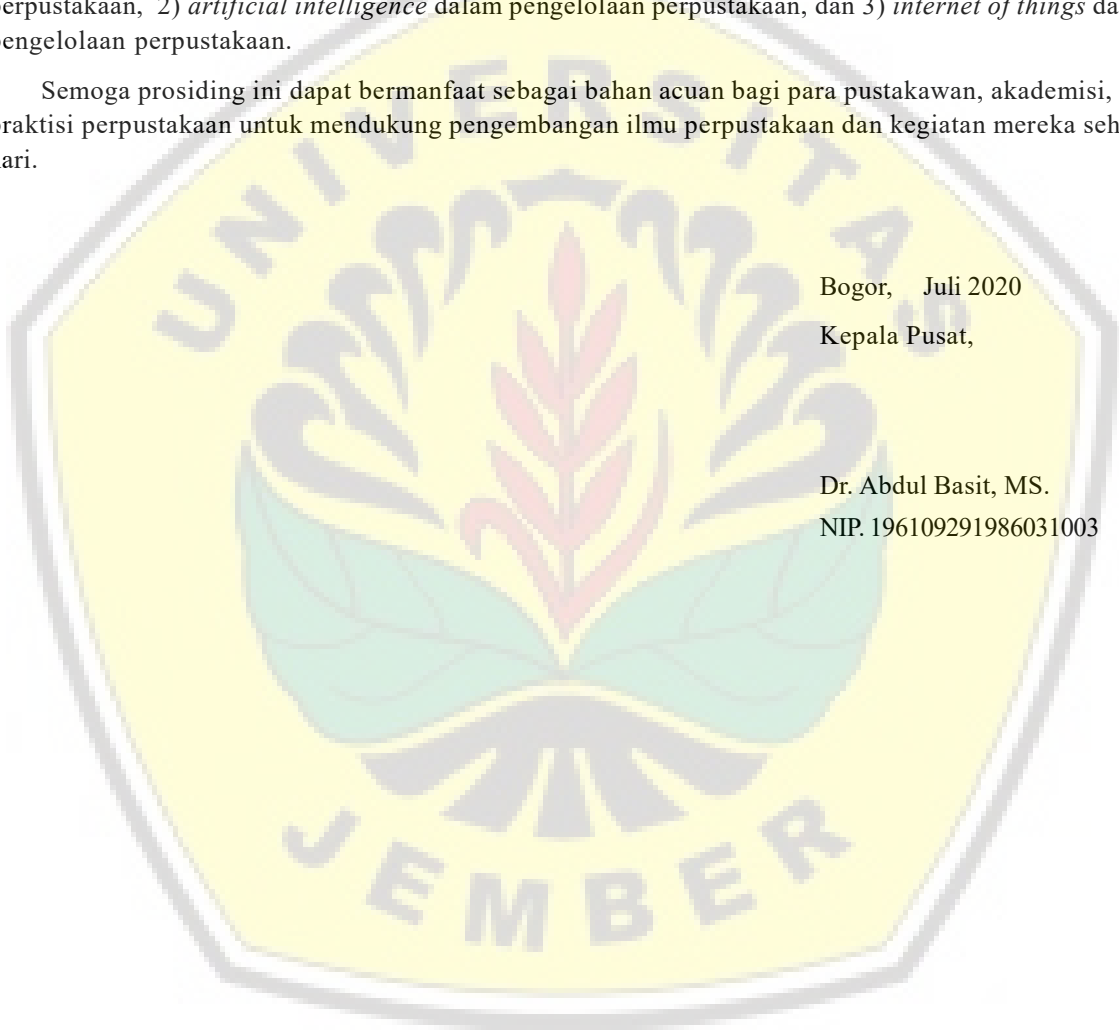 perpustakaan, 2) artificial intelligence dalam pengelolaan perpustakaan, dan 3) internet of things da
pengelolaan perpustakaan.
Semoga prosiding ini dapat bermanfaat sebagai bahan acuan bagi para pustakawan, akademisi,
praktisi perpustakaan untuk mendukung pengembangan ilmu perpustakaan dan kegiatan mereka seh
hari.
UNIVERSITAS
Bogor, Juli 2020
Kepala Pusat,
Dr. Abdul Basit, MS.
NIP. 196109291986031003
JEMBER